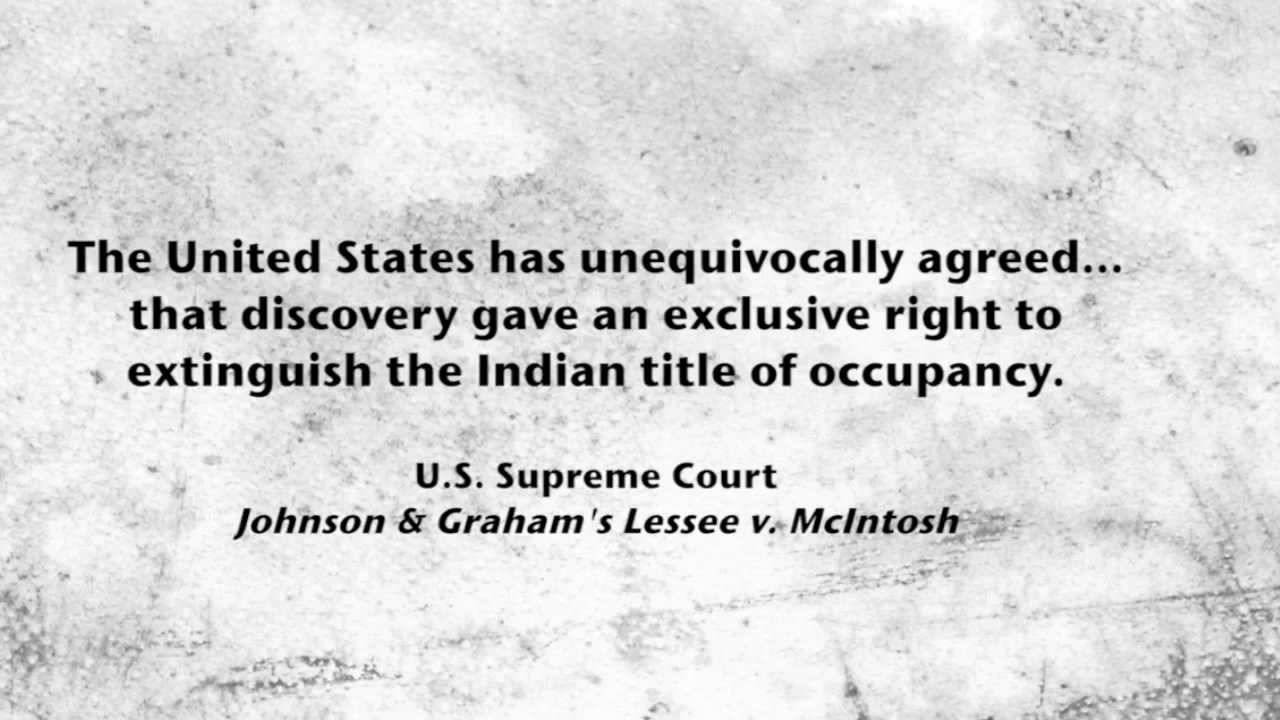 The United States has unequivocally agreed...
that discovery gave an exclusive right to
extinguish the Indian title of occupancy.
U.S. Supreme Court
Johnson & Graham's Lessee v. McIntosh